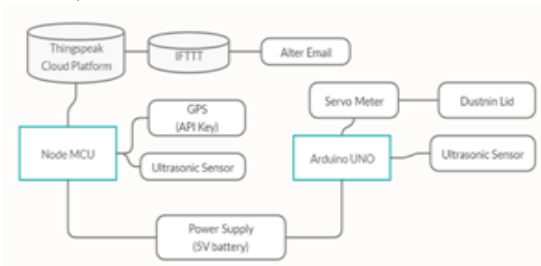 Thingspeak
Cloud Platform
IFTTT
Alter Email
GPS
(API Key)
Servo Meter
Dustnin Lid
Node MCU
Ultrasonic Sensor
Arduino UNO
Ultrasonic Sensor
Power Supply
(5V battery)